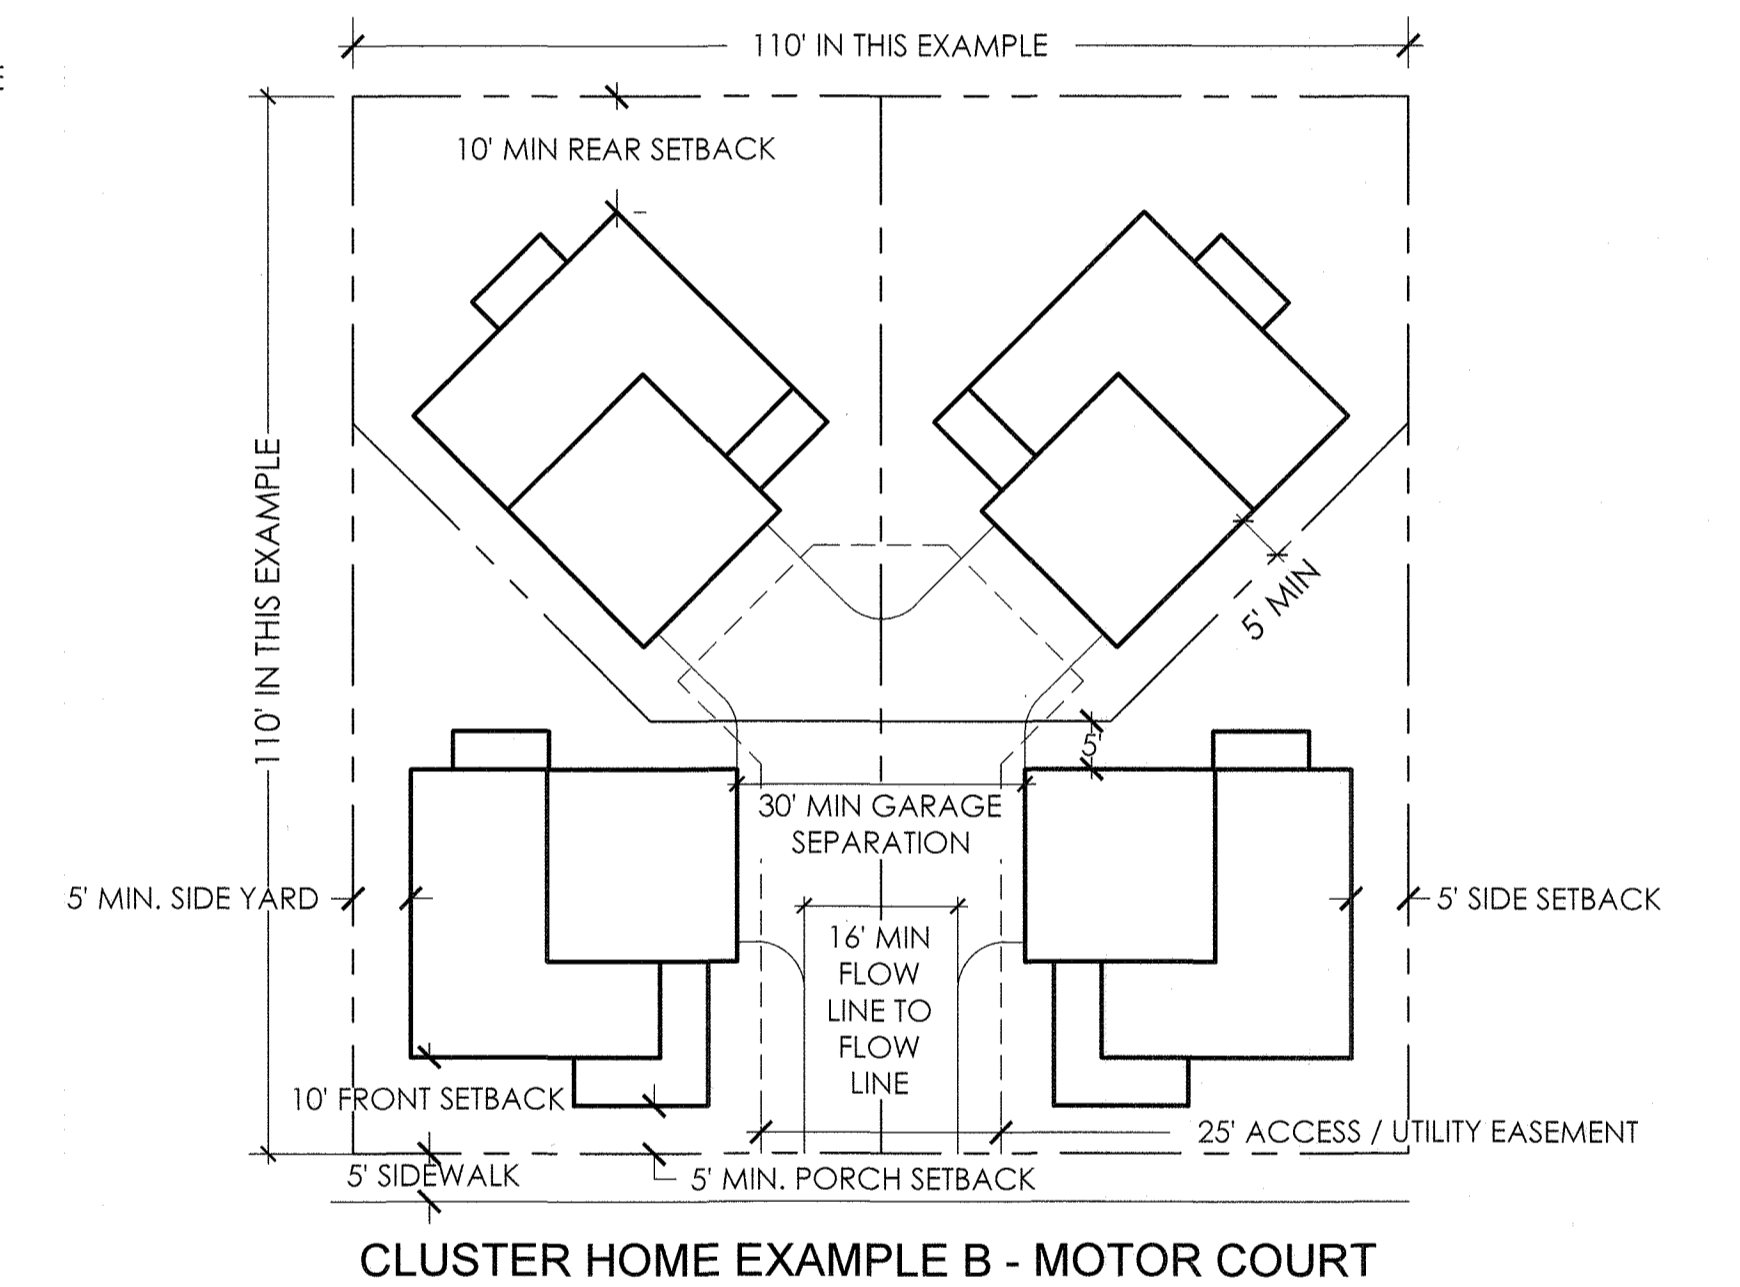 110' IN THIS EXAMPLE
10' MIN REAR SETBACK
110' IN THIS EXAMPLE
5' MIN
5'
30' MIN GARAGE
SEPARATION
5' MIN. SIDE YARD
5' SIDE SETBACK
16' MIN
FLOW
LINE TO
FLOW
LINE
10' FRONT SETBACK
25' ACCESS / UTILITY EASEMENT
5' SIDEWALK
5' MIN. PORCH SETBACK
CLUSTER HOME EXAMPLE B - MOTOR COURT